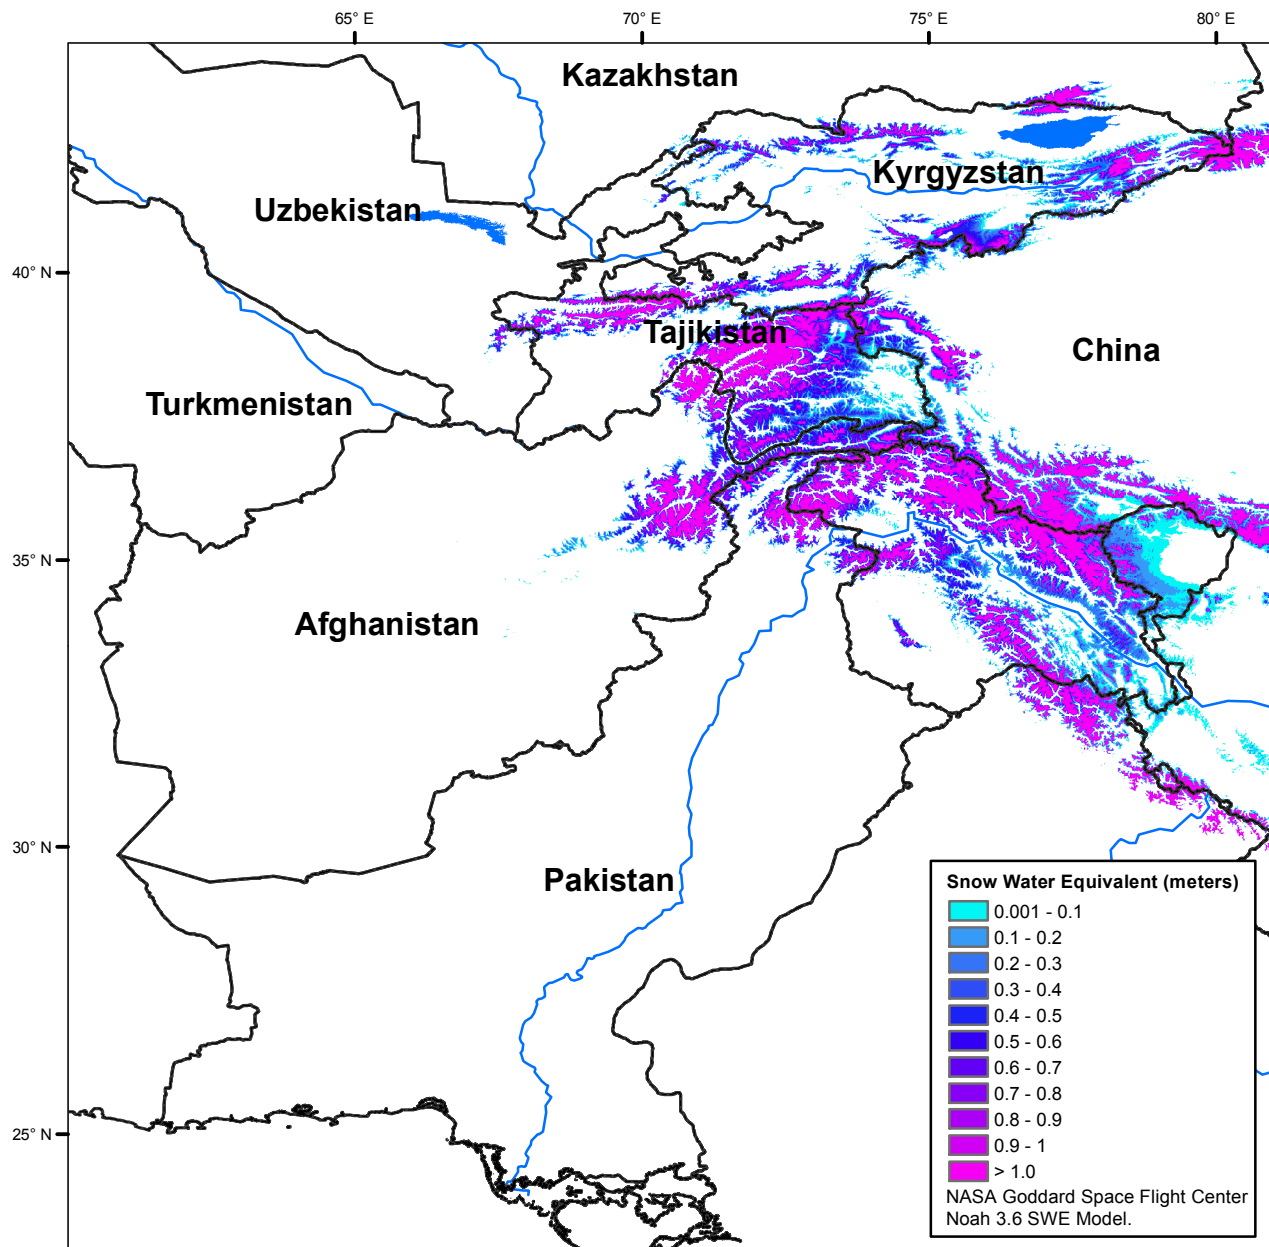 65° E
70° E
75° E
80° E
Kazakhstan
Kyrgyzstan
Uzbekistan
40° N
Tajikistan
China
Turkmenistan
35° N
Afghanistan
30° N
Pakistan
25° N
Snow Water Equivalent (meters)
0.001 - 0.1
0.1 - 0.2
0.2 - 0.3
0.3 - 0.4
0.4 - 0.5
0.5 - 0.6
0.6 - 0.7
0.7 - 0.8
0.8 - 0.9
0.9 - 1
> 1.0
NASA Goddard Space Flight Center
Noah 3.6 SWE Model.